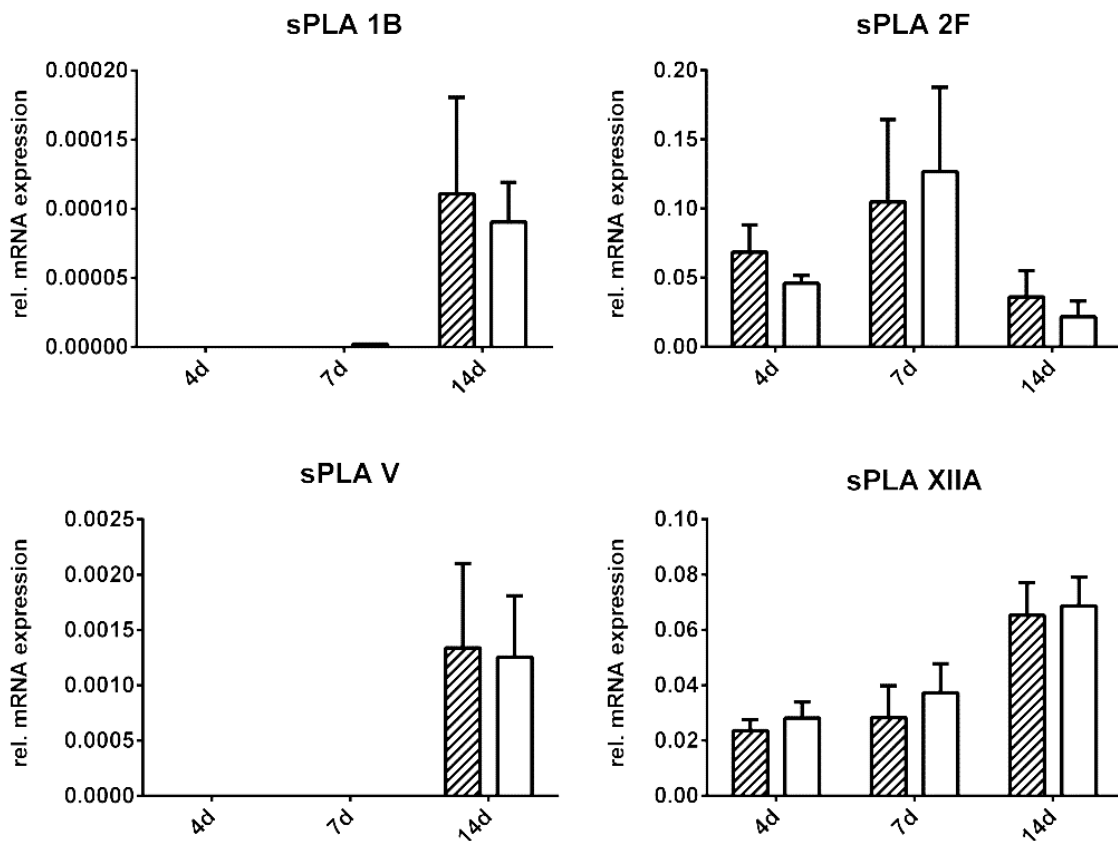 sPLA 1B
rel. mRNA expression
0.00020
0.00015
0.00010
0.00005
0.00000
4d
7d
14d
sPLA 2F
rel. mRNA expression
0.20
0.15
0.10
0.05
0.00
4d
7d
14d
sPLA V
rel. mRNA expression
0.0025
0.0020
0.0015
0.0010
0.0005
0.0000
4d
7d
14d
sPLA XIIA
rel. mRNA expression
0.10
0.08
0.06
0.04
0.02
0.00
4d
7d
14d